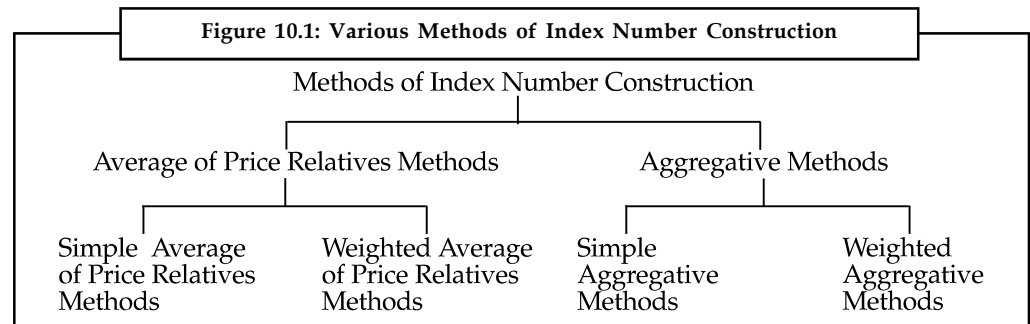 Figure 10.1: Various Methods of Index Number Construction
Methods of Index Number Construction
Average of Price Relatives Methods
Aggregative Methods
Simple Average
of Price Relatives
Methods
Weighted Average
of Price Relatives
Methods
Simple
Aggregative
Methods
Weighted
Aggregative
Methods